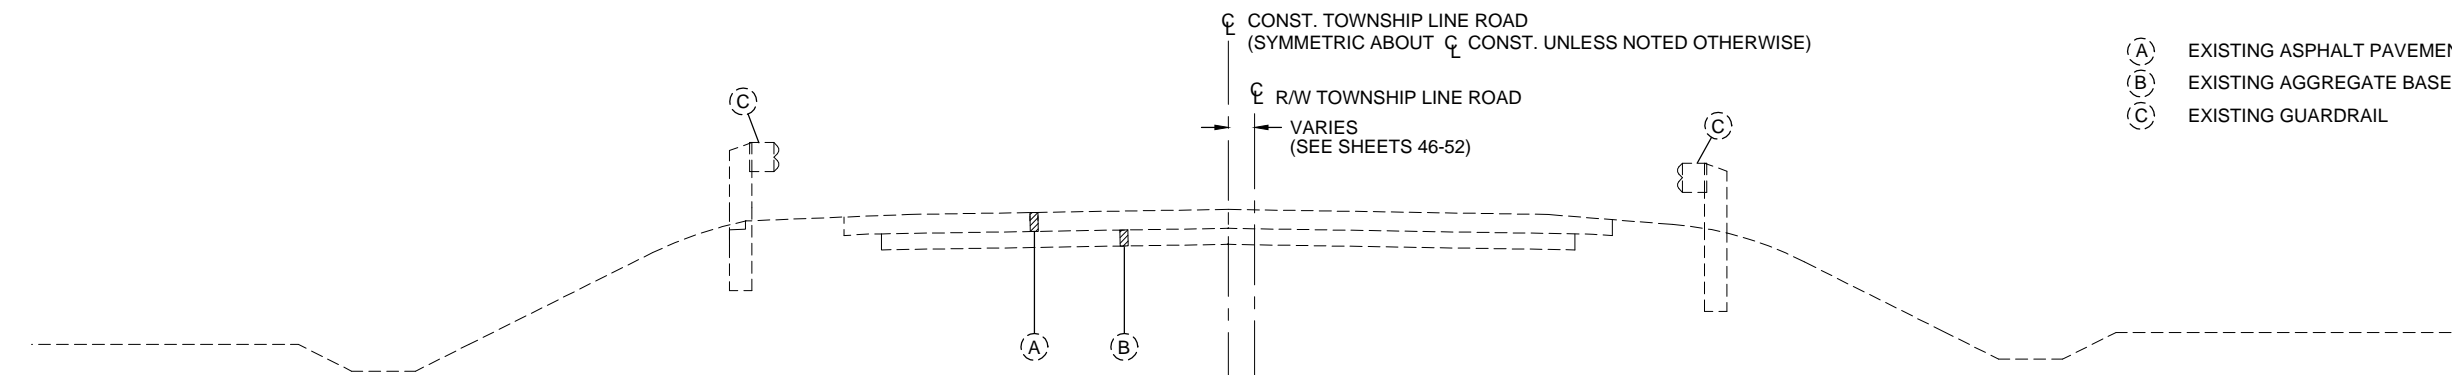 ℄ CONST. TOWNSHIP LINE ROAD
(SYMMETRIC ABOUT ℄ CONST. UNLESS NOTED OTHERWISE)
℄ R/W TOWNSHIP LINE ROAD
VARIES
(SEE SHEETS 46-52)
A EXISTING ASPHALT
B EXISTING AGGREGATE BASE
C EXISTING GUARDRAIL
C
C
A
B